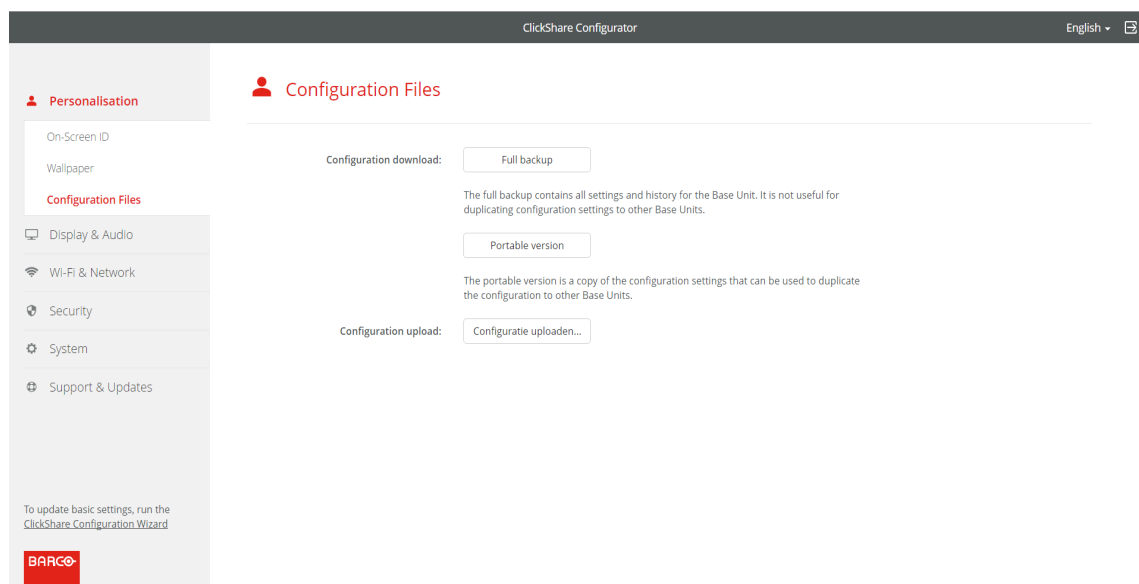 ClickShare Configurator
English
Personalisation
On-Screen ID
Wallpaper
Configuration Files
Display & Audio
Wi-Fi & Network
Security
System
Support & Updates
To update basic settings, run the
ClickShare Configuration Wizard
BARCO
Configuration Files
Configuration download:
Full backup
The full backup contains all settings and history for the Base Unit. It is not useful for
duplicating configuration settings to other Base Units.
Portable version
The portable version is a copy of the configuration settings that can be used to duplicate
the configuration to other Base Units.
Configuration upload:
Configuratie uploaden...